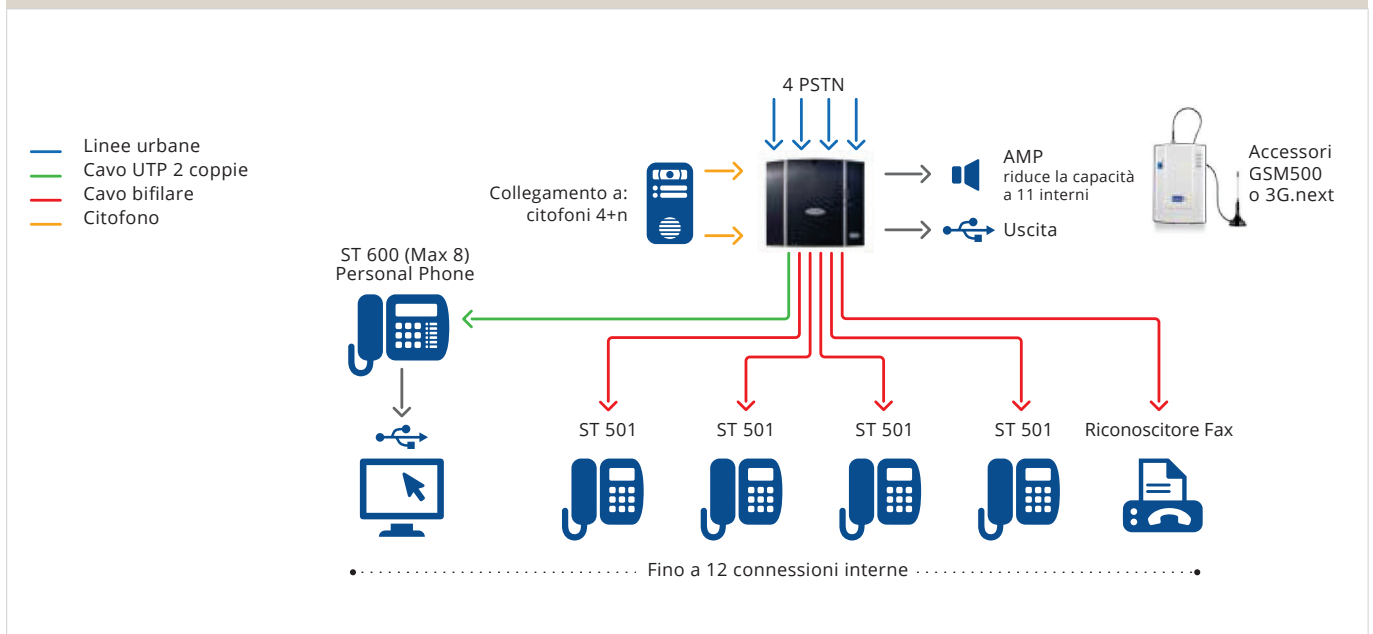 4 PSTN
Linee urbane
Cavo UTP 2 coppie
Cavo bifilare
Citofono
Collegamento a:
citofoni 4+n
AMP
riduce la capacità
a 11 interni
Uscita
Accessori
GSM500
o 3G.next
ST 600 (Max 8)
Personal Phone
ST 501
ST 501
ST 501
ST 501
Riconoscitore Fax
Fino a 12 connessioni interne